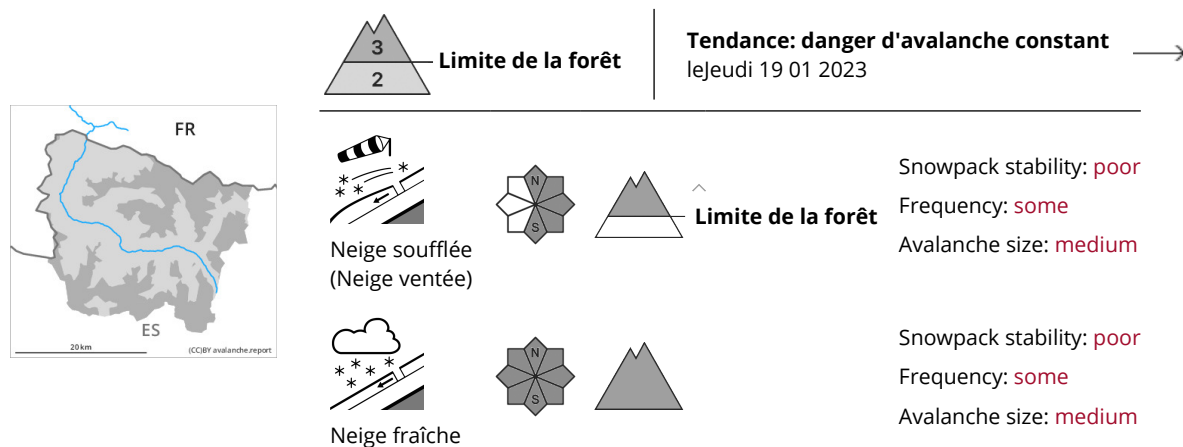 3
2
Limite de la forêt
Tendance: danger d'avalanche constant
leJeudi 19 01 2023
FR
ES
20 km
(CC)BY avalanche.report
Neige soufflée
(Neige ventée)
N
S
Limite de la forêt
Snowpack stability: poor
Frequency: some
Avalanche size: medium
Neige fraîche
N
S
Snowpack stability: poor
Frequency: some
Avalanche size: medium